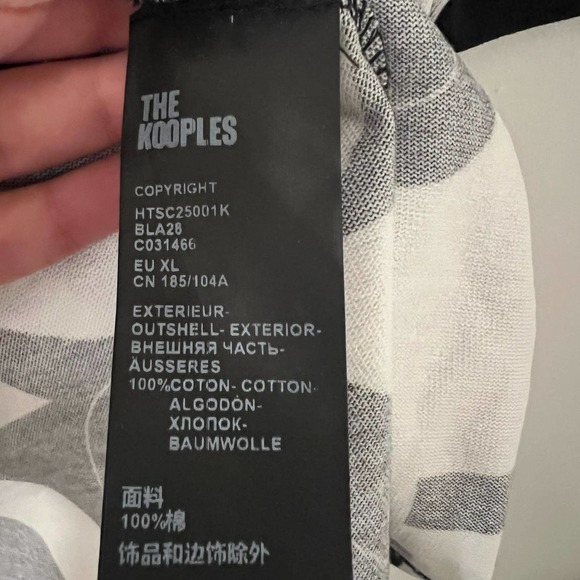 THE
KOOPLES
COPYRIGHT
HTSC25001K
BLA28
C031466
EU XL
CN 185/104A
EXTERIEUR-
OUTSHELL- EXTERIOR-
ВНЕШНЯЯ ЧАСТЬ-
ÄUSSERES
100%COTON- COTTON-
ALGODÓN-
ХЛОПОК-
BAUMWOLLE
面料
100%棉
饰品和边饰除外